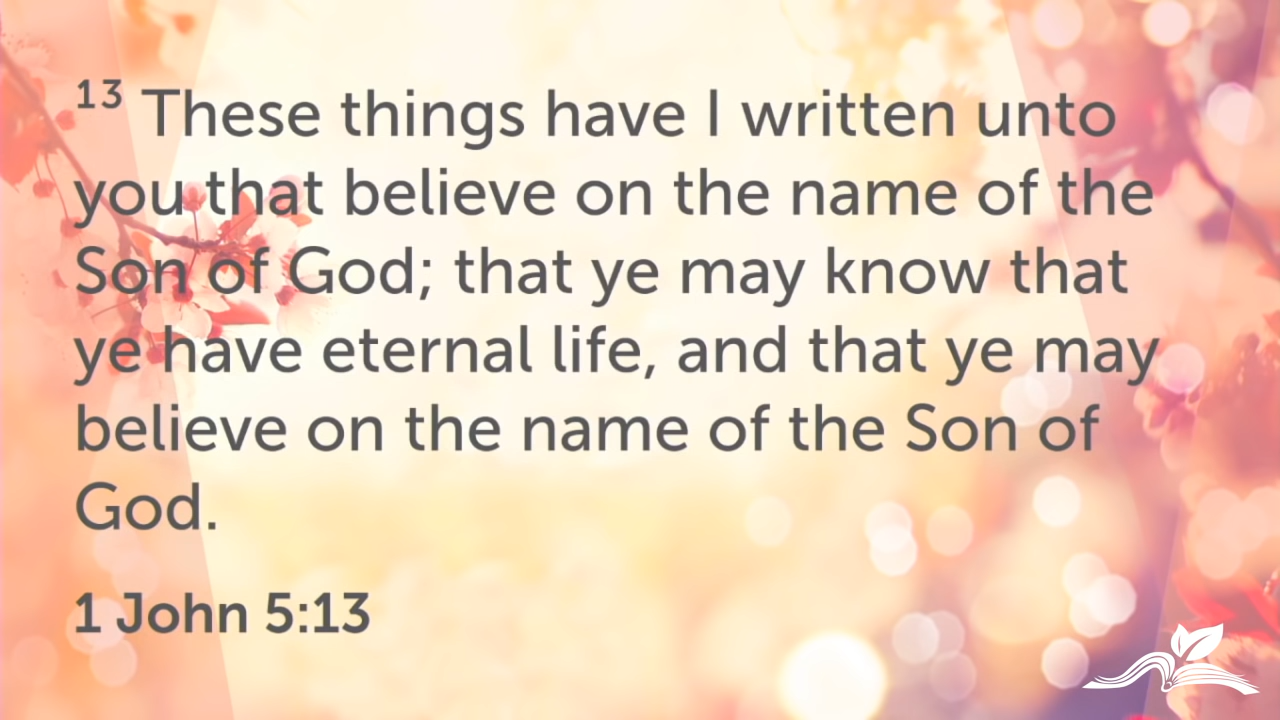 13 These things have I written unto
you that believe on the name of the
Son of God; that ye may know that
ye have eternal life, and that ye may
believe on the name of the Son of
God.
1 John 5:13